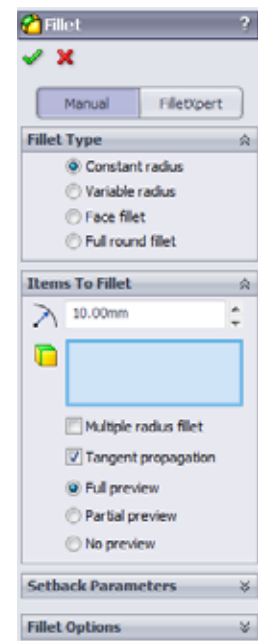 Fillet ?
Manual FilletXpert
Fillet Type
Constant radius
Variable radius
Face fillet
Full round fillet
Items To Fillet
10.00mm
Multiple radius fillet
Tangent propagation
Full preview
Partial preview
No preview
Setback Parameters
Fillet Options